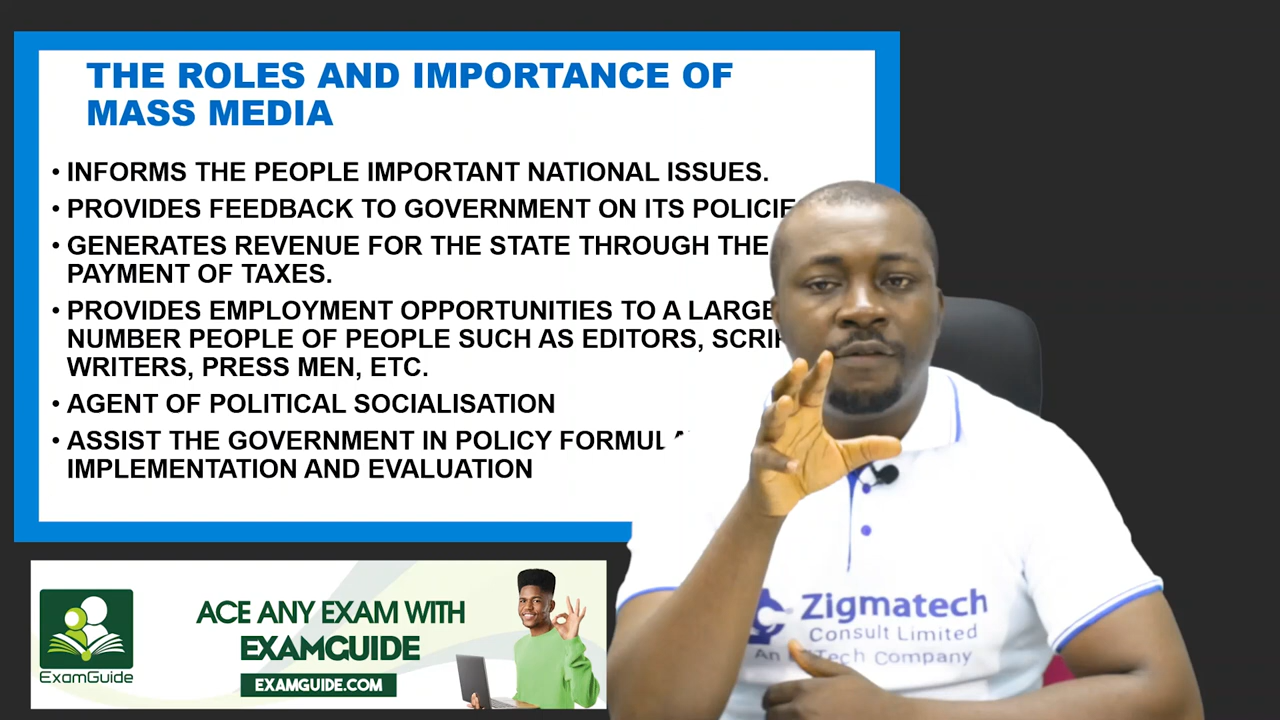 THE ROLES AND IMPORTANCE OF
MASS MEDIA
• INFORMS THE PEOPLE IMPORTANT NATIONAL ISSUES.
• PROVIDES FEEDBACK TO GOVERNMENT ON ITS
• GENERATES REVENUE FOR THE STATE THROUGH THE
PAYMENT OF TAXES.
• PROVIDES EMPLOYMENT OPPORTUNITIES TO A LARGE
NUMBER PEOPLE OF PEOPLE SUCH AS EDITORS,
WRITERS, PRESS MEN, ETC.
• AGENT OF POLITICAL SOCIALISATION
• ASSIST THE GOVERNMENT IN POLICY
IMPLEMENTATION AND EVALUATION
ExamGuide
ACE ANY EXAM WITH
EXAMGUIDE
EXAMGUIDE.COM
Zigmatech
Consult Limited
An Company